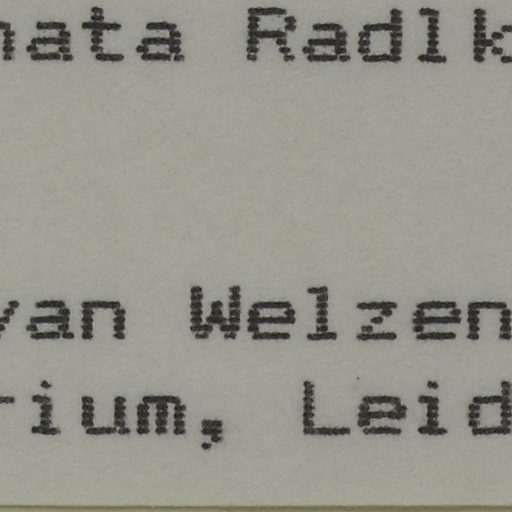 nata Radlk
van Welzen
rium, Leid